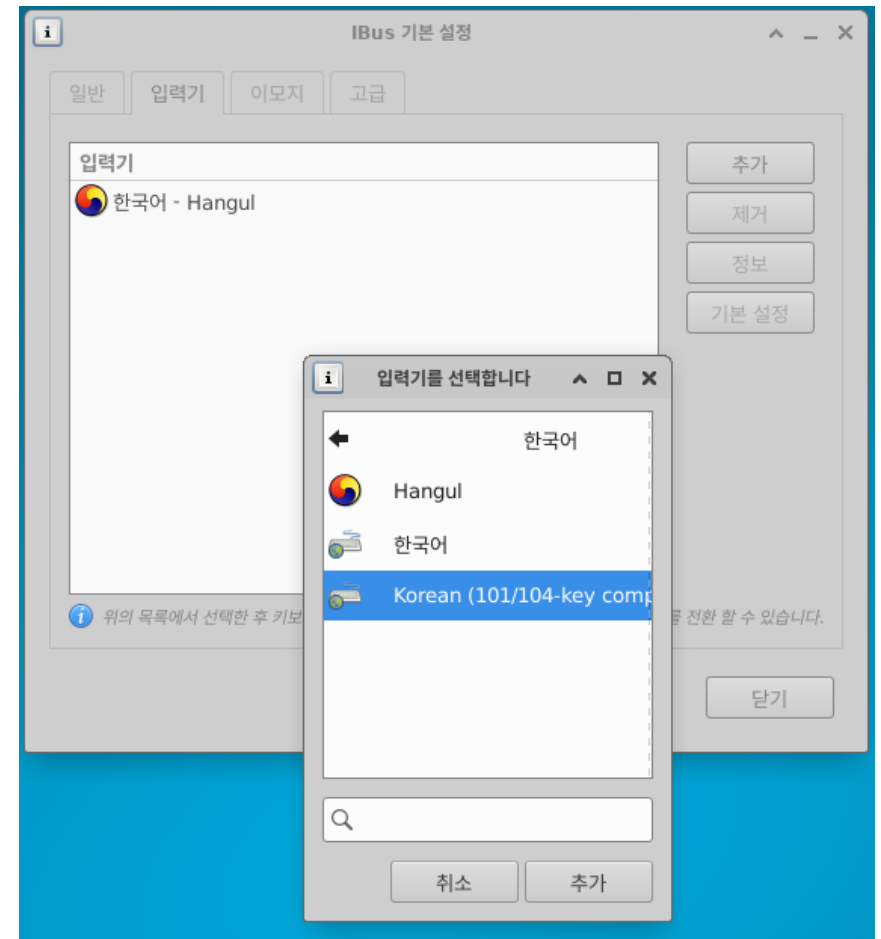 IBus 기본 설정
일반 입력기 이모지 고급
입력기
한국어 - Hangul
추가
제거
정보
기본 설정
위의 목록에서 선택한 후 키보
를 전환 할 수 있습니다.
닫기
입력기를 선택합니다
한국어
Hangul
한국어
Korean (101/104-key comp
취소 추가